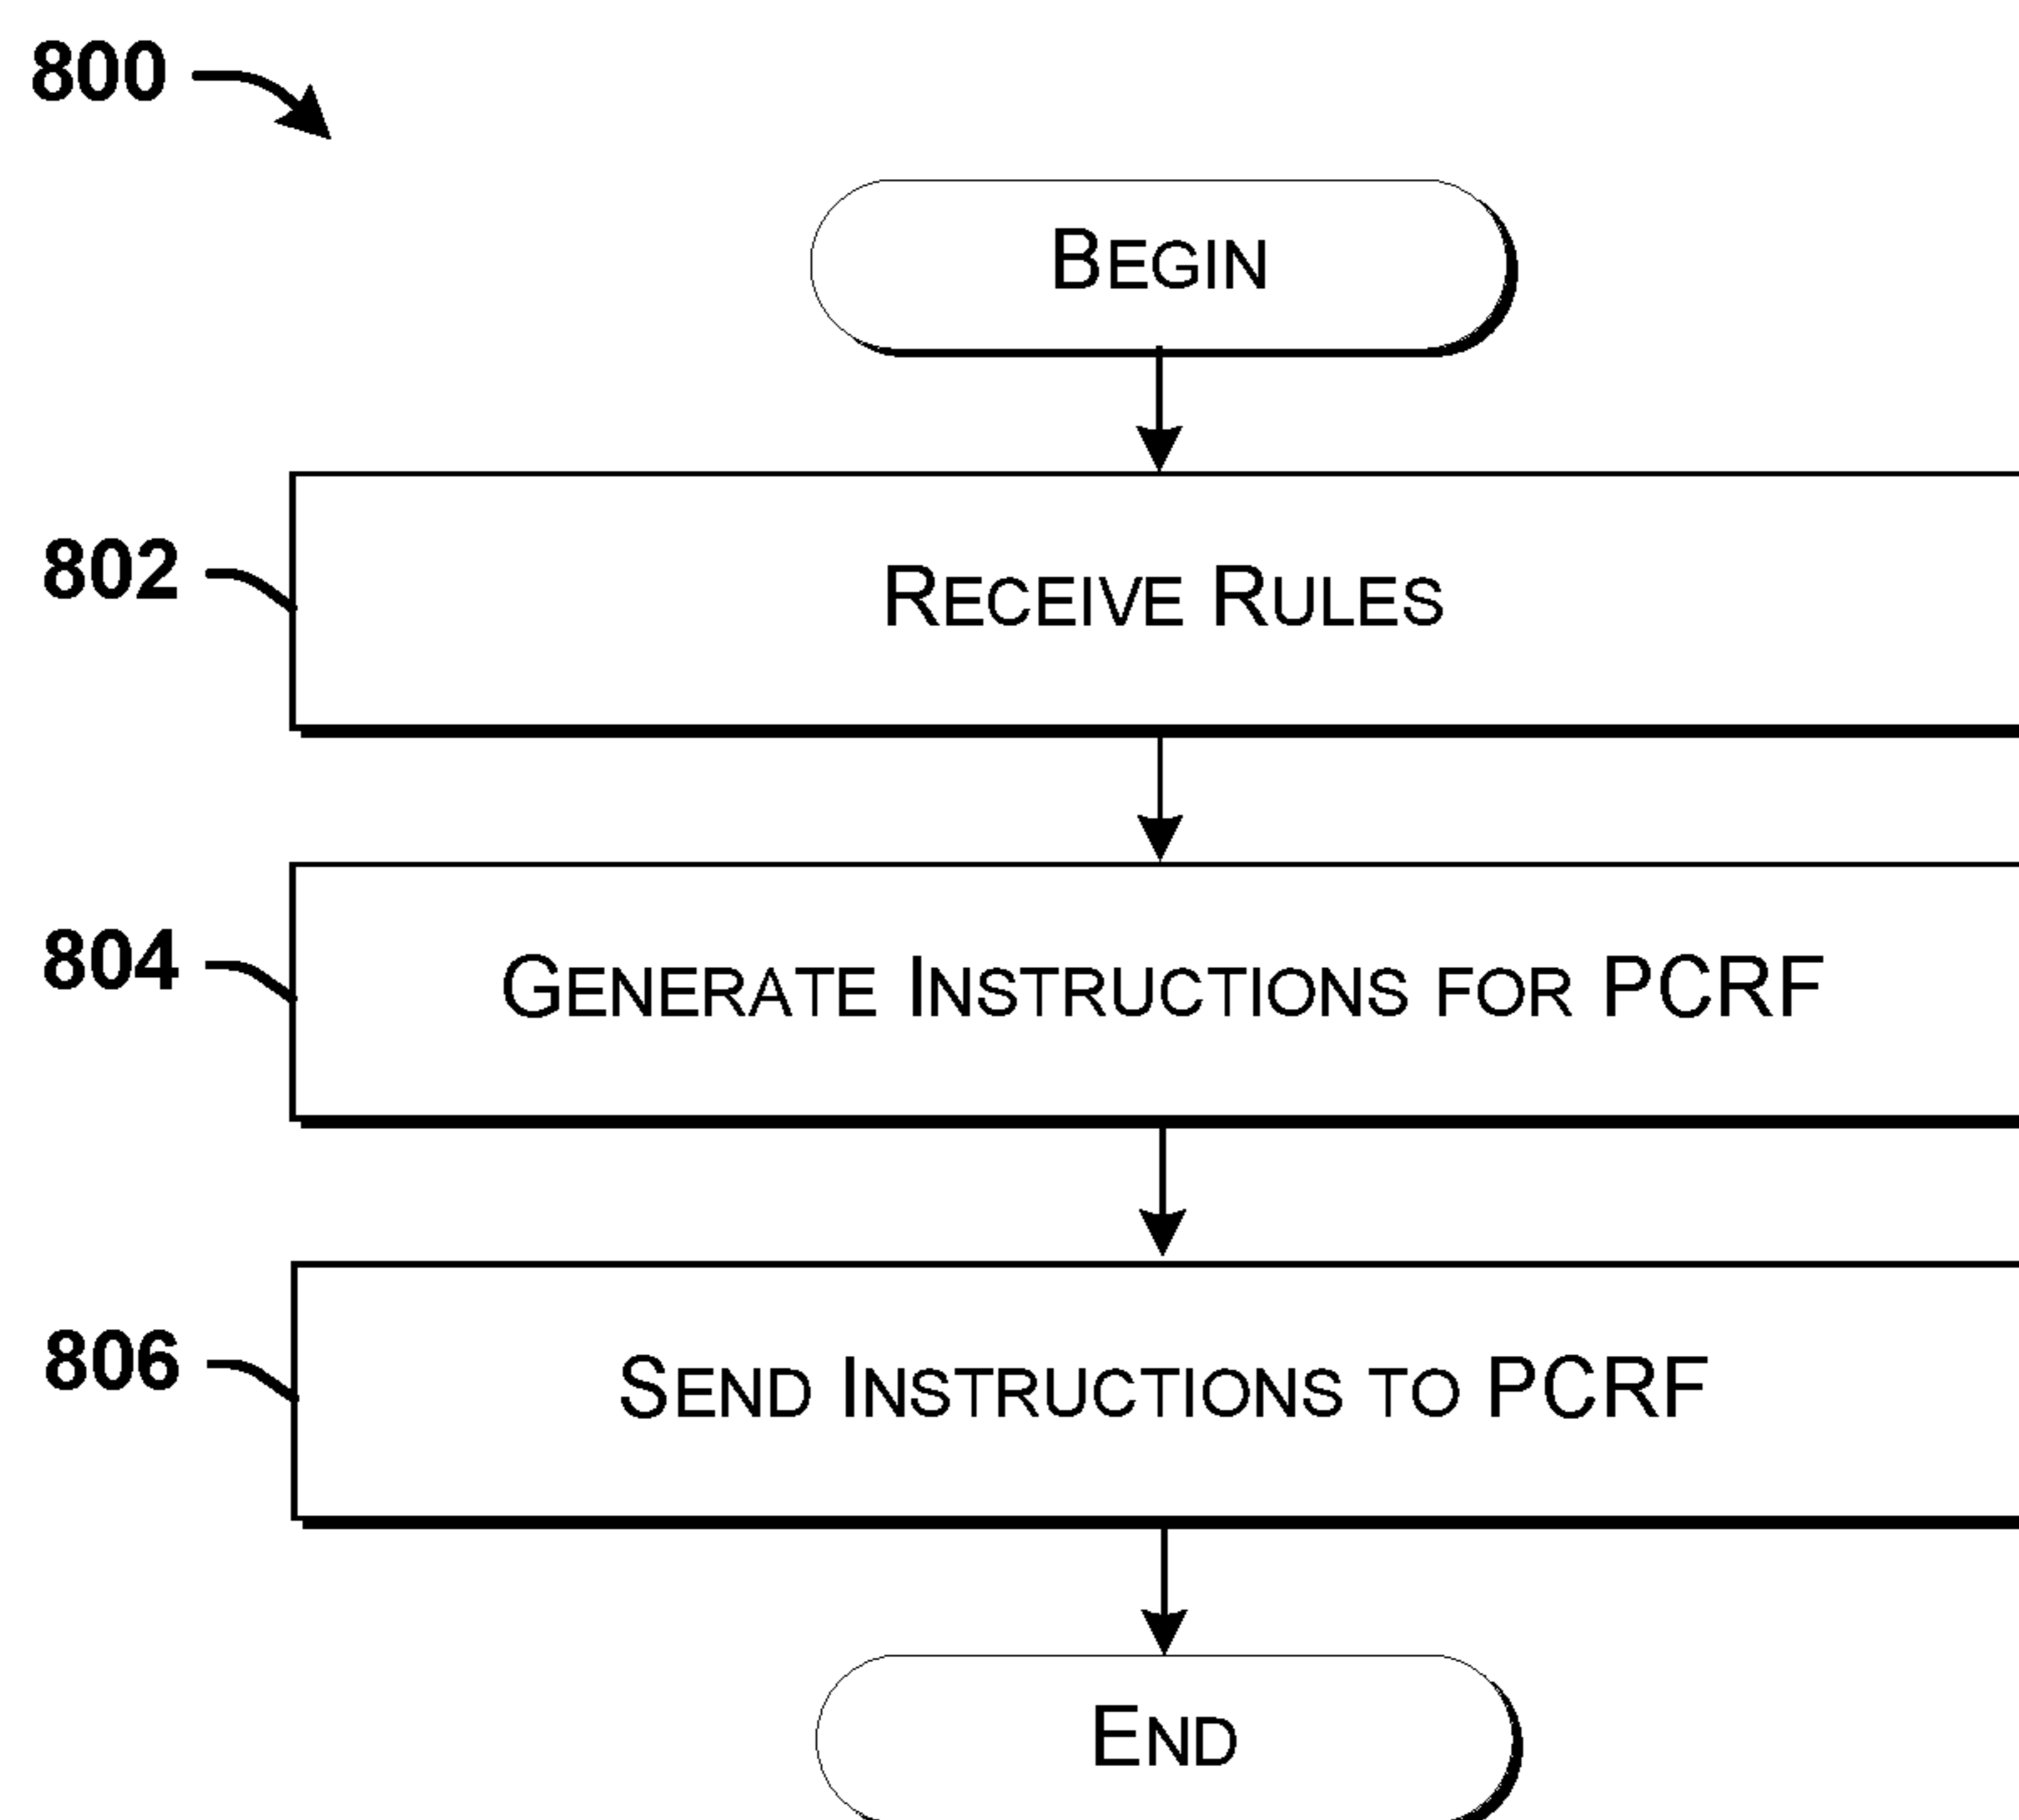 800
BEGIN
802
RECEIVE RULES
804
GENERATE INSTRUCTIONS FOR PCRF
806
SEND INSTRUCTIONS TO PCRF
END